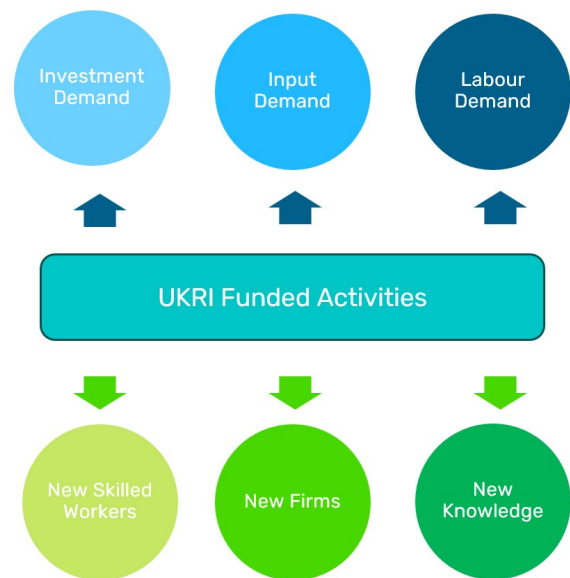 Investment
Demand
Input
Demand
Labour
Demand
UKRI Funded Activities
New Skilled
Workers
New Firms
New
Knowledge